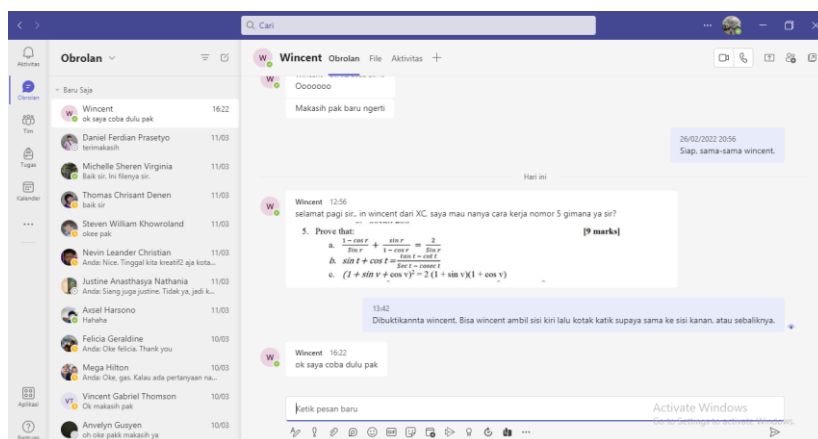 Cari
Aktivitas
Obrolan
Tim
Tugas
Kalender
Aplikasi
Bantuan
Obrolan
Baru Saja
Wincent 16:22
ok saya coba dulu pak
Daniel Ferdian Prasetyo 11/03
terimakasih
Michelle Sheren Virginia 11/03
Baik sir. Ini filenya sir.
Thomas Chrisant Denen 11/03
baik sir
Steven William Khowroland 11/03
okee pak
Nevin Leander Christian 11/03
Anda: Nice. Tinggal kita kreatif2 aja kota...
Justine Anasthasya Nathania 11/03
Anda: Siang juga justine. Tidak ya, jadi k...
Axsel Harsono 11/03
Hahaha
Felicia Geraldine 10/03
Anda: Oke felicia. Thank you
Mega Hilton 10/03
Anda: Oke, gas. Kalau ada pertanyaan na...
VT Vincent Gabriel Thomson 10/03
Ok makasih pak
Anvelyn Gusyen 10/03
oh oke pakk makasih ya
W Wincent Obrolan File Aktivitas
Ooooooo
Makasih pak baru ngerti
26/02/2022 20:56
Siap, sama-sama wincent.
Hari ini
Wincent 12:56
selamat pagi sir.. in wincent dari XC, saya mau nanya cara kerja nomor 5 gimana ya sir?
5. Prove that: [9 marks]
a. (1 - cos r)/(Sin r) + (sin r)/(1 - cos r) = 2/(Sin r)
b. sin t + cos t = (tan t - cot t)/(Sec t - cosec t)
c. (1 + sin v + cos v)² = 2 (1 + sin v)(1 + cos v)
13:42
Dibuktikannta wincent. Bisa wincent ambil sisi kiri lalu kotak katik supaya sama ke sisi kanan, atau sebaliknya.
Wincent 16:22
ok saya coba dulu pak
Ketik pesan baru
Activate Windows
Go to Settings to activate Windows.